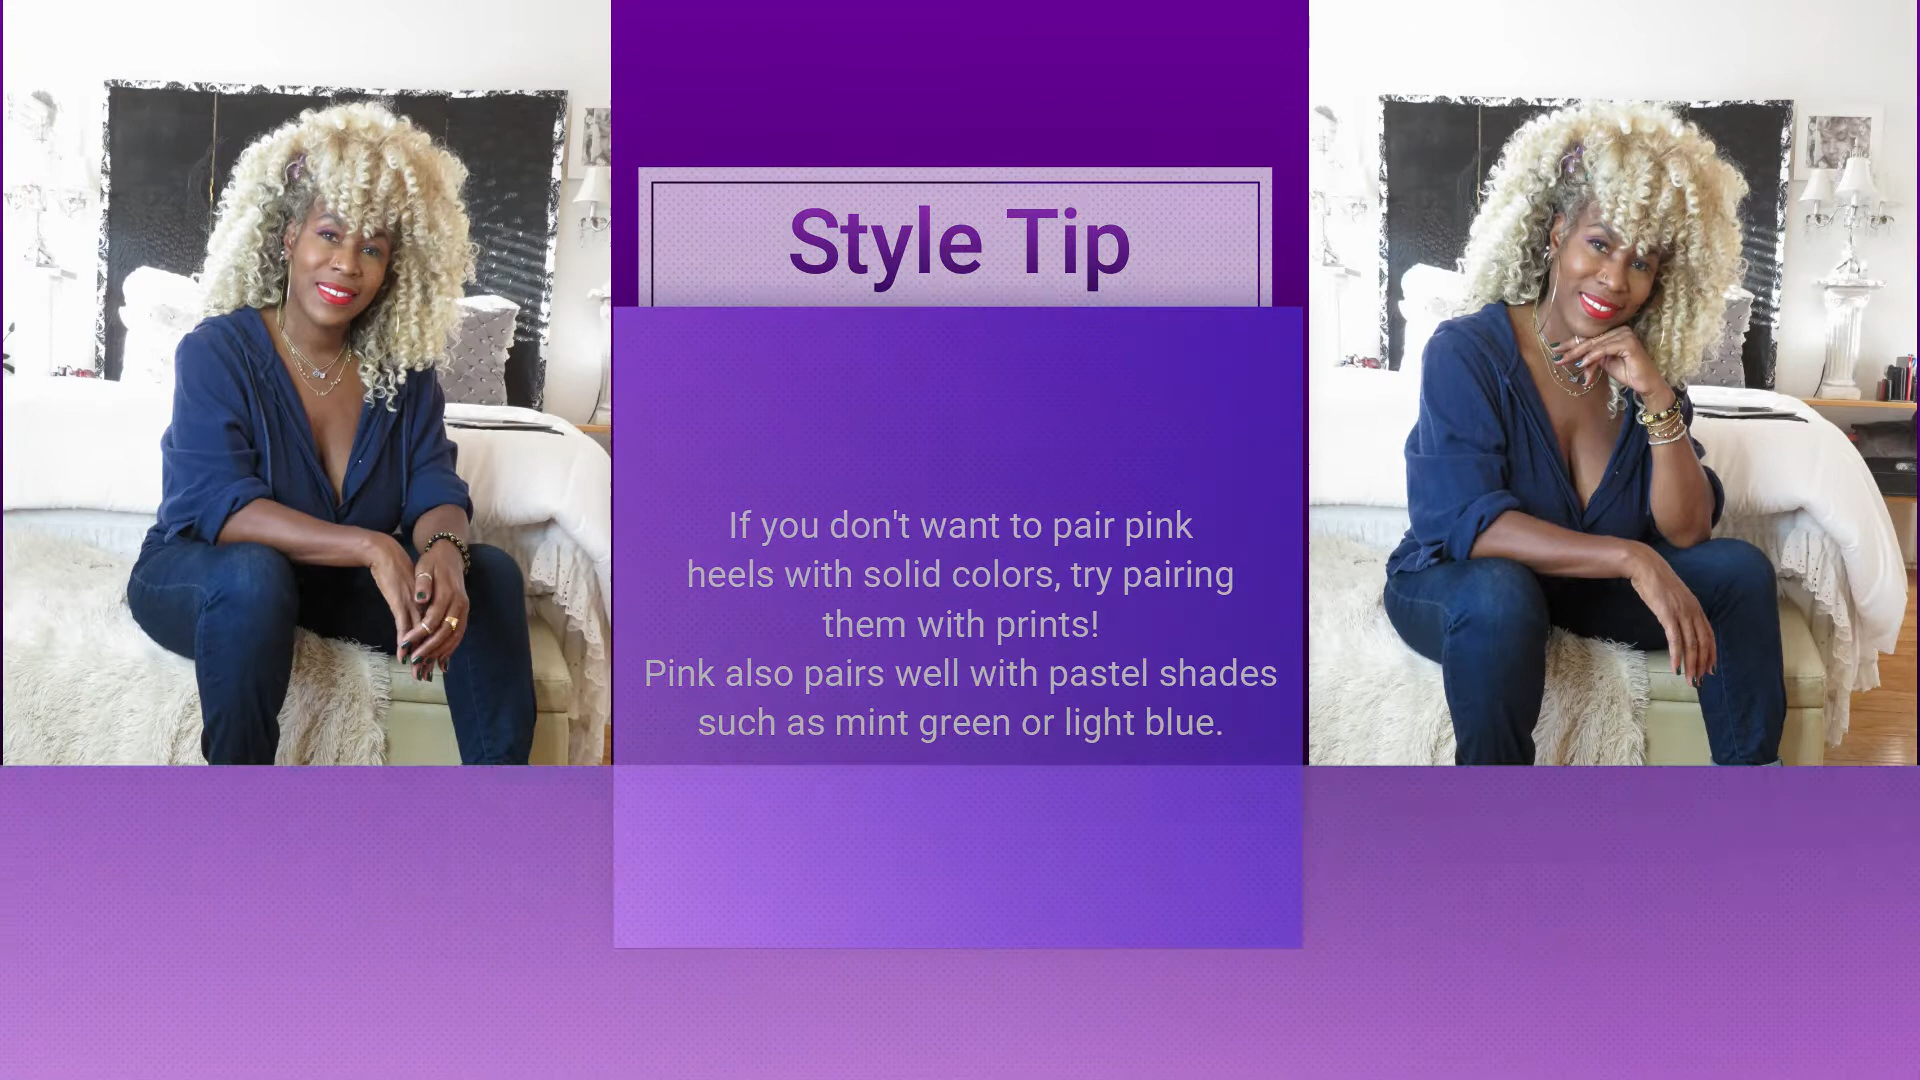 Style Tip
If you don't want to pair pink
heels with solid colors, try pairing
them with prints!
Pink also pairs well with pastel shades
such as mint green or light blue.